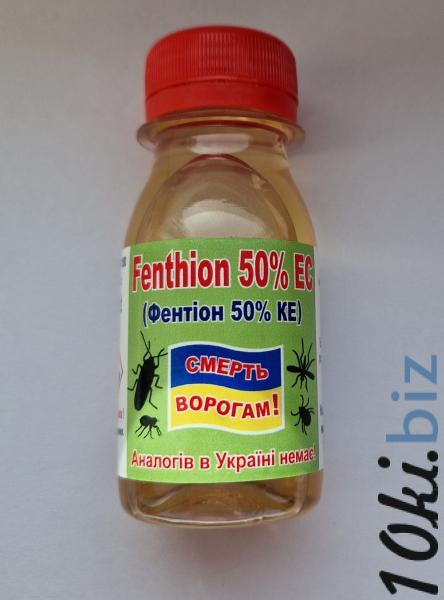 Fenthion 50% EC
(Фентіон 50% КЕ)
СМЕРТЬ
ВОРОГАМ!
Аналогів в Україні немає!
10ki.biz